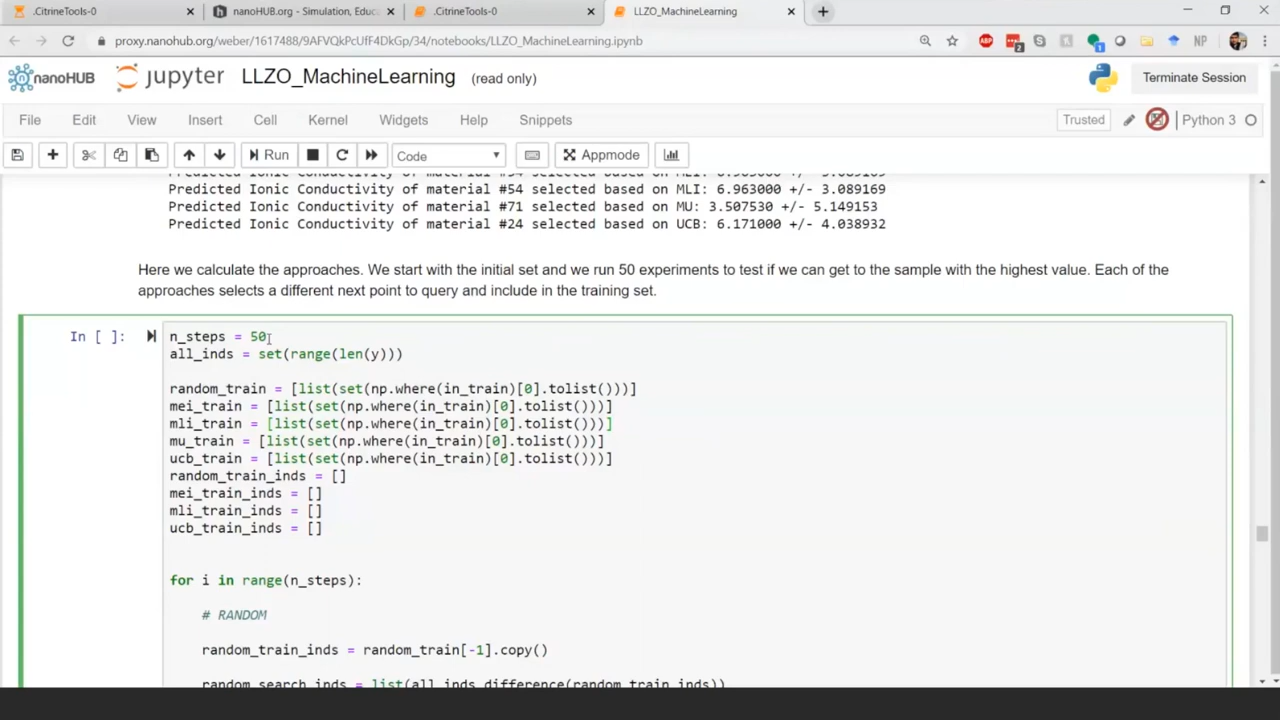 .CitrineTools-0
nanoHUB.org - Simulation, Educ
.CitrineTools-0
LLZO_MachineLearning
proxy.nanohub.org/weber/1617488/9AFVQkPcUfF4DkGp/34/notebooks/LLZO_MachineLearning.ipynb
ABP
2
1
NP
nanoHUB
jupyter
LLZO_MachineLearning
(read only)
Terminate Session
File Edit View Insert Cell Kernel Widgets Help Snippets
Trusted
Python 3
Run
Code
Appmode
Predicted Ionic Conductivity of material #54 selected based on MLI: 6.963000 +/- 3.089169
Predicted Ionic Conductivity of material #71 selected based on MU: 3.507530 +/- 5.149153
Predicted Ionic Conductivity of material #24 selected based on UCB: 6.171000 +/- 4.038932
Here we calculate the approaches. We start with the initial set and we run 50 experiments to test if we can get to the sample with the highest value. Each of the
approaches selects a different next point to query and include in the training set.
In [ ]:
n_steps = 50
all_inds = set(range(len(y)))
random_train = [list(set(np.where(in_train)[0].tolist()))]
mei_train = [list(set(np.where(in_train)[0].tolist()))]
mli_train = [list(set(np.where(in_train)[0].tolist()))]
mu_train = [list(set(np.where(in_train)[0].tolist()))]
ucb_train = [list(set(np.where(in_train)[0].tolist()))]
random_train_inds = []
mei_train_inds = []
mli_train_inds = []
ucb_train_inds = []
for i in range(n_steps):
# RANDOM
random_train_inds = random_train[-1].copy()
random_search_inds = list(all_inds.difference(random_train_inds))